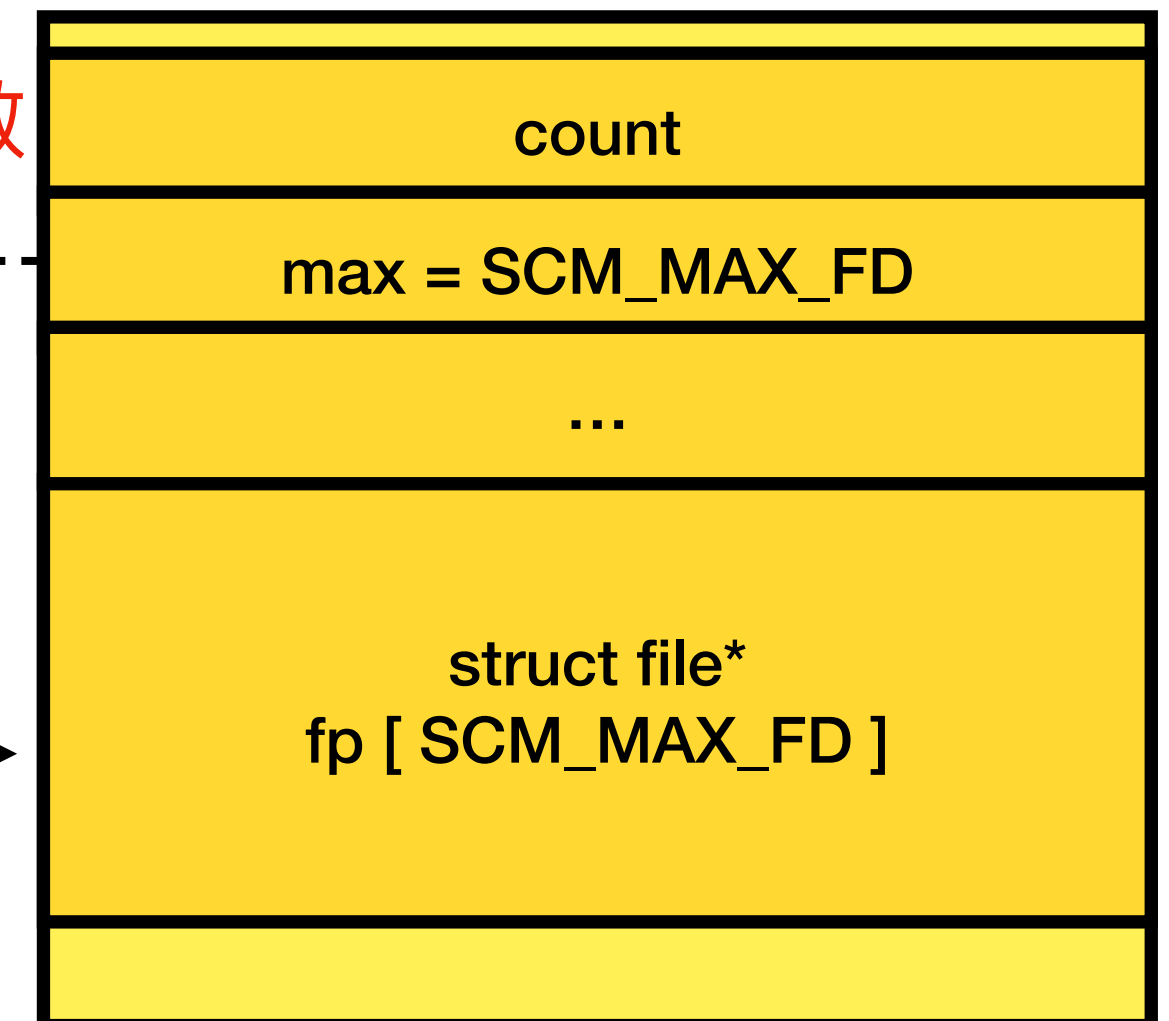 count
max = SCM_MAX_FD
...
struct file*
fp [ SCM_MAX_FD ]